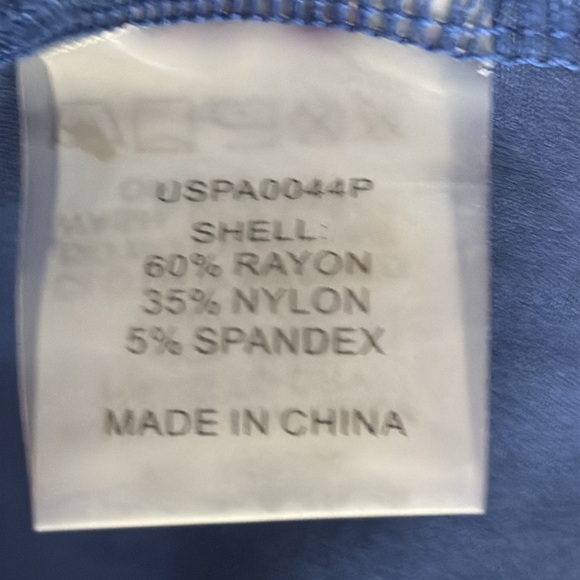 USPA0044P
SHELL:
60% RAYON
35% NYLON
5% SPANDEX
MADE IN CHINA